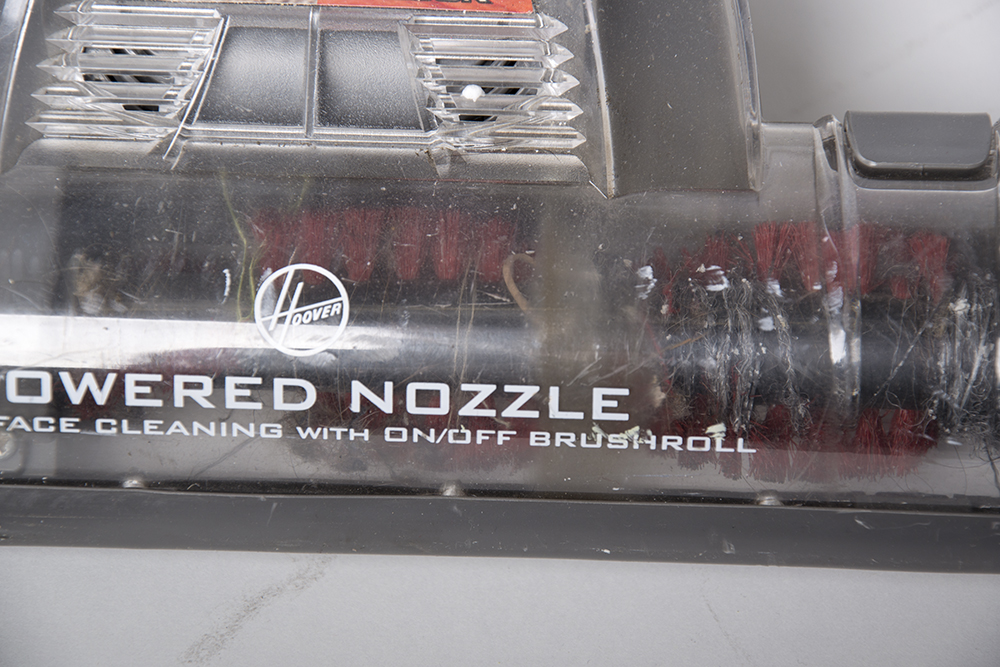 HOOVER
OWERED NOZZLE
FACE CLEANING WITH ON/OFF BRUSHROLL